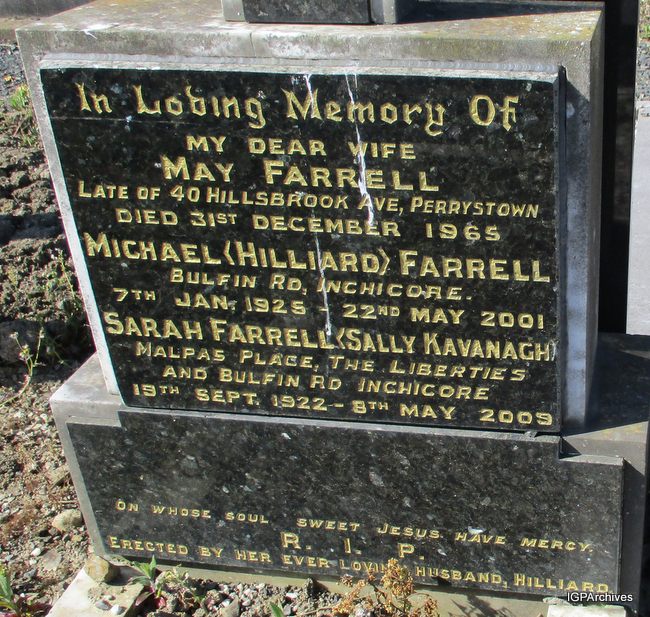 In Loving Memory Of
MY DEAR WIFE
MAY FARRELL
LATE OF 40 HILLSBROOK AVE, PERRYSTOWN
DIED 31ST DECEMBER 1965
MICHAEL (HILLIARD) FARRELL
BULFIN RD, INCHICORE.
7TH JAN. 1925 - 22ND MAY 2001
SARAH FARRELL (SALLY KAVANAGH)
MALPAS PLACE, THE LIBERTIES
AND BULFIN RD INCHICORE
19TH SEPT. 1922 - 8TH MAY 2009
ON WHOSE SOUL SWEET JESUS HAVE MERCY.
R. I. P.
ERECTED BY HER EVER LOVING HUSBAND, HILLIARD
IGPArchives